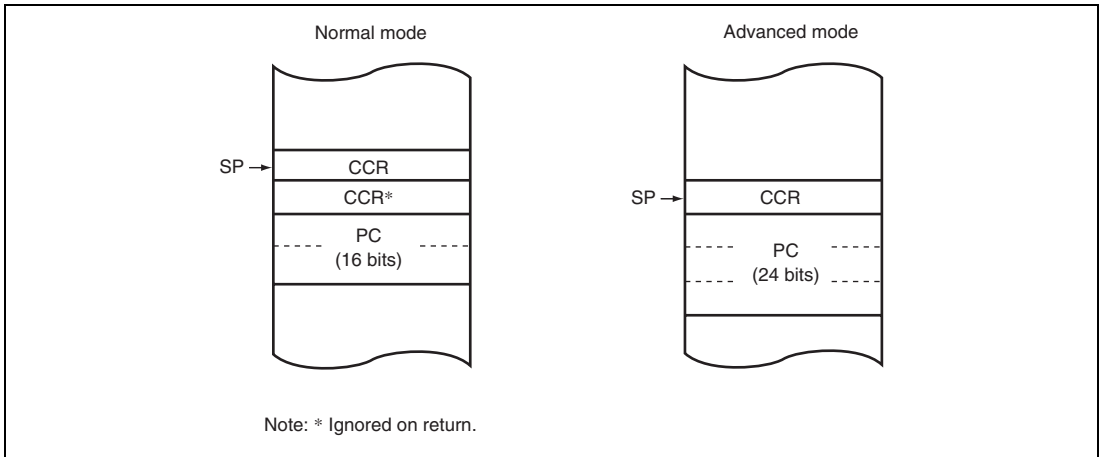 Normal mode
SP
CCR
CCR*
PC
(16 bits)
Advanced mode
SP
CCR
PC
(24 bits)
Note: * Ignored on return.